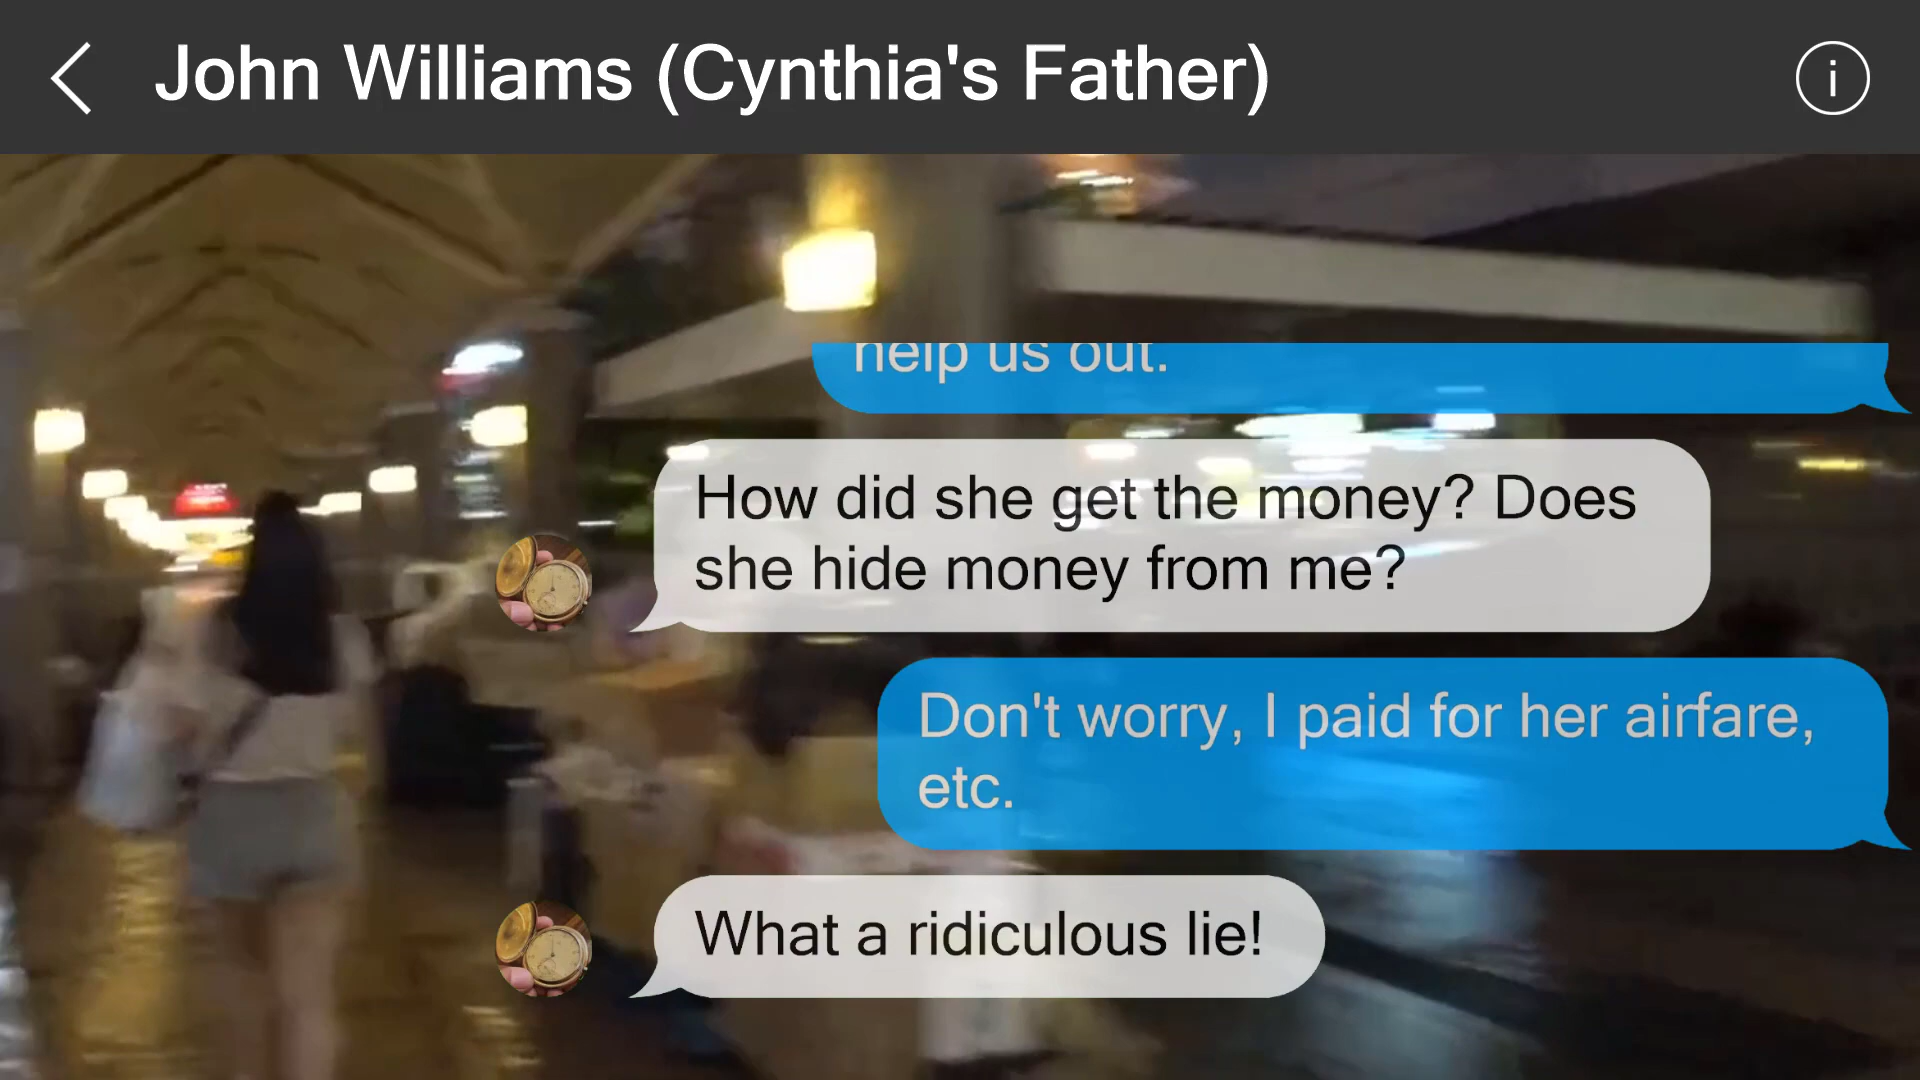 John Williams (Cynthia's Father)
help us out.
How did she get the money? Does
she hide money from me?
Don't worry, I paid for her airfare,
etc.
What a ridiculous lie!